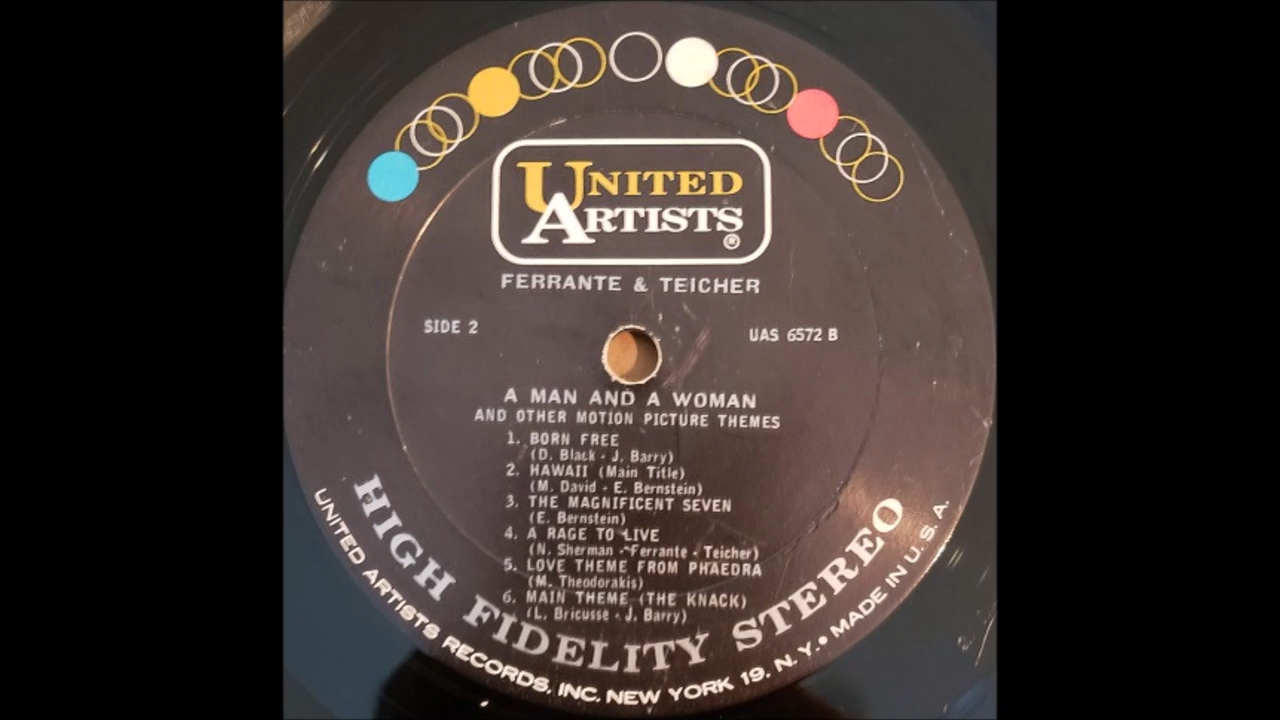 UNITED
ARTISTS®
FERRANTE & TEICHER
SIDE 2
UAS 6572 B
A MAN AND A WOMAN
AND OTHER MOTION PICTURE THEMES
1. BORN FREE
(D. Black - J. Barry)
2. HAWAII (Main Title)
(M. David - E. Bernstein)
3. THE MAGNIFICENT SEVEN
(E. Bernstein)
4. A RAGE TO LIVE
(N. Sherman - Ferrante - Teicher)
5. LOVE THEME FROM PHAEDRA
(M. Theodorakis)
6. MAIN THEME (THE KNACK)
(L. Bricusse - J. Barry)
HIGH FIDELITY STEREO
UNITED ARTISTS RECORDS, INC. NEW YORK 19, N. Y. • MADE IN U. S. A.